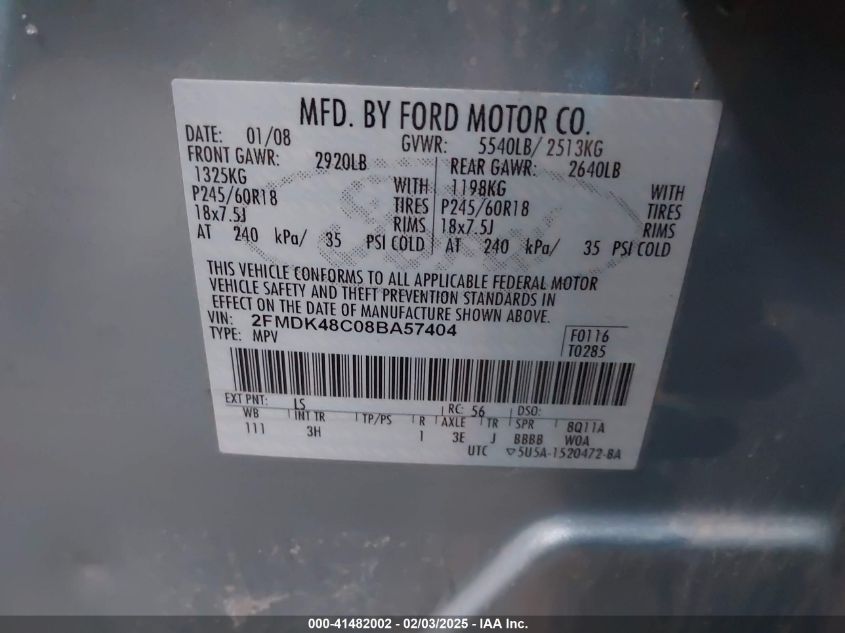 MFD. BY FORD MOTOR CO.
DATE: 01/08 GVWR: 5540LB/ 2513KG
FRONT GAWR: 2920LB REAR GAWR: 2640LB
1325KG WITH 1198KG WITH
P245/60R18 TIRES P245/60R18 TIRES
18x7.5J RIMS 18x7.5J RIMS
AT 240 kPa/ 35 PSI COLD AT 240 kPa/ 35 PSI COLD
THIS VEHICLE CONFORMS TO ALL APPLICABLE FEDERAL MOTOR
VEHICLE SAFETY AND THEFT PREVENTION STANDARDS IN
EFFECT ON THE DATE OF MANUFACTURE SHOWN ABOVE.
VIN: 2FMDK48C08BA57404 F0116
TYPE: MPV T0285
EXT PNT: LS RC: 56 DSO:
WB INT TR TP/PS R AXLE TR SPR 8Q11A
111 3H 1 3E J BBBB W0A
UTC ▽5U5A-1520472-BA
000-41482002 - 02/03/2025 - IAA Inc.